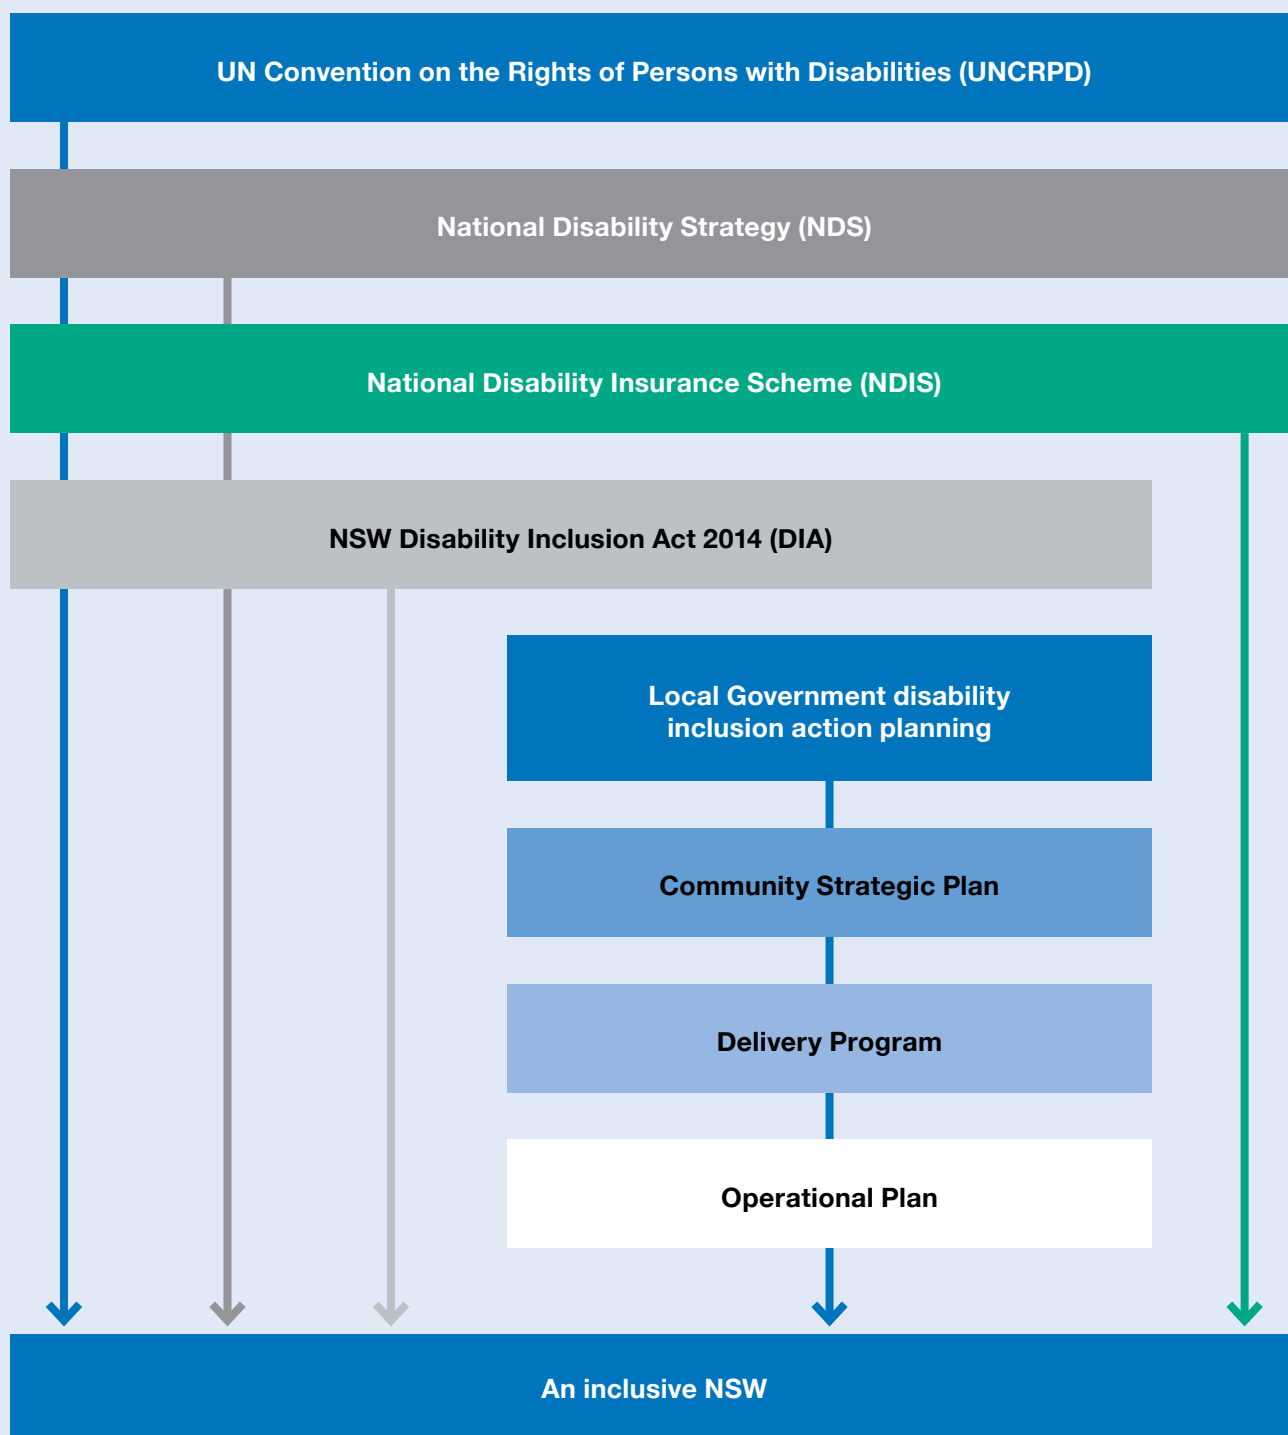 UN Convention on the Rights of Persons with Disabilities (UNCRPD)
National Disability Strategy (NDS)
National Disability Insurance Scheme (NDIS)
NSW Disability Inclusion Act 2014 (DIA)
Local Government disability
inclusion action planning
Community Strategic Plan
Delivery Program
Operational Plan
An inclusive NSW